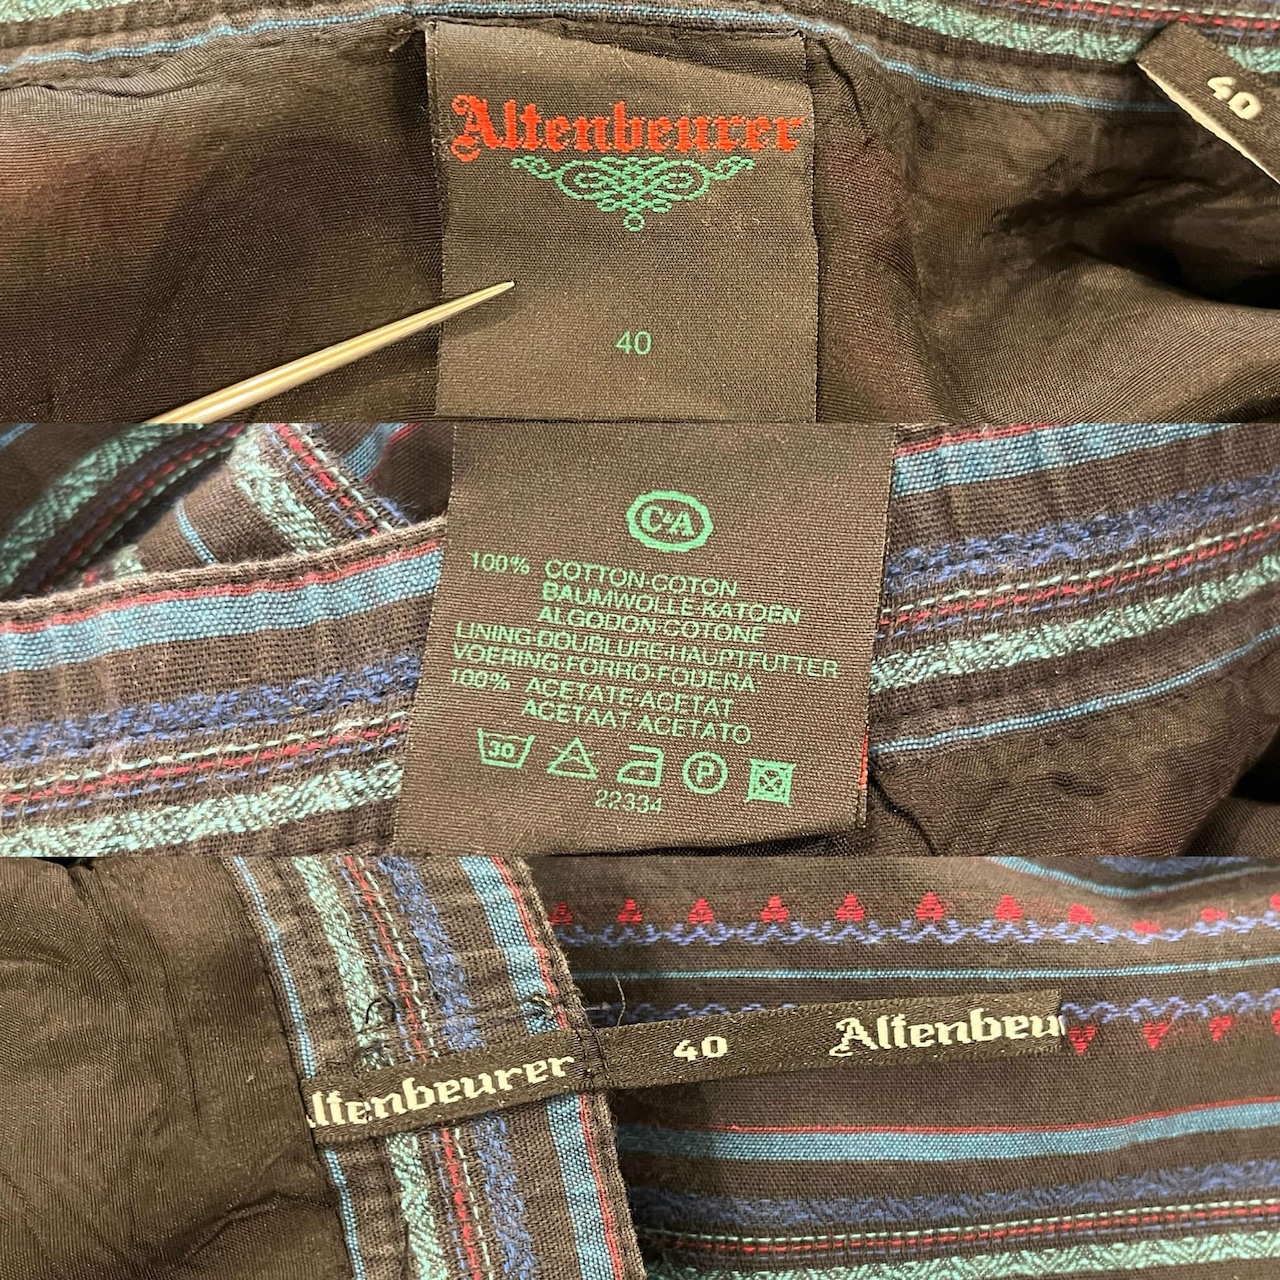 Altenbeurer
40
40
C&A
100% COTTON·COTON
BAUMWOLLE·KATOEN
ALGODON·COTONE
LINING·DOUBLURE·HAUPTFUTTER
VOERING·FORRO·FODERA
100% ACETATE·ACETAT
ACETAAT·ACETATO
30
P
22334
ltenbeurer 40 Altenbeu